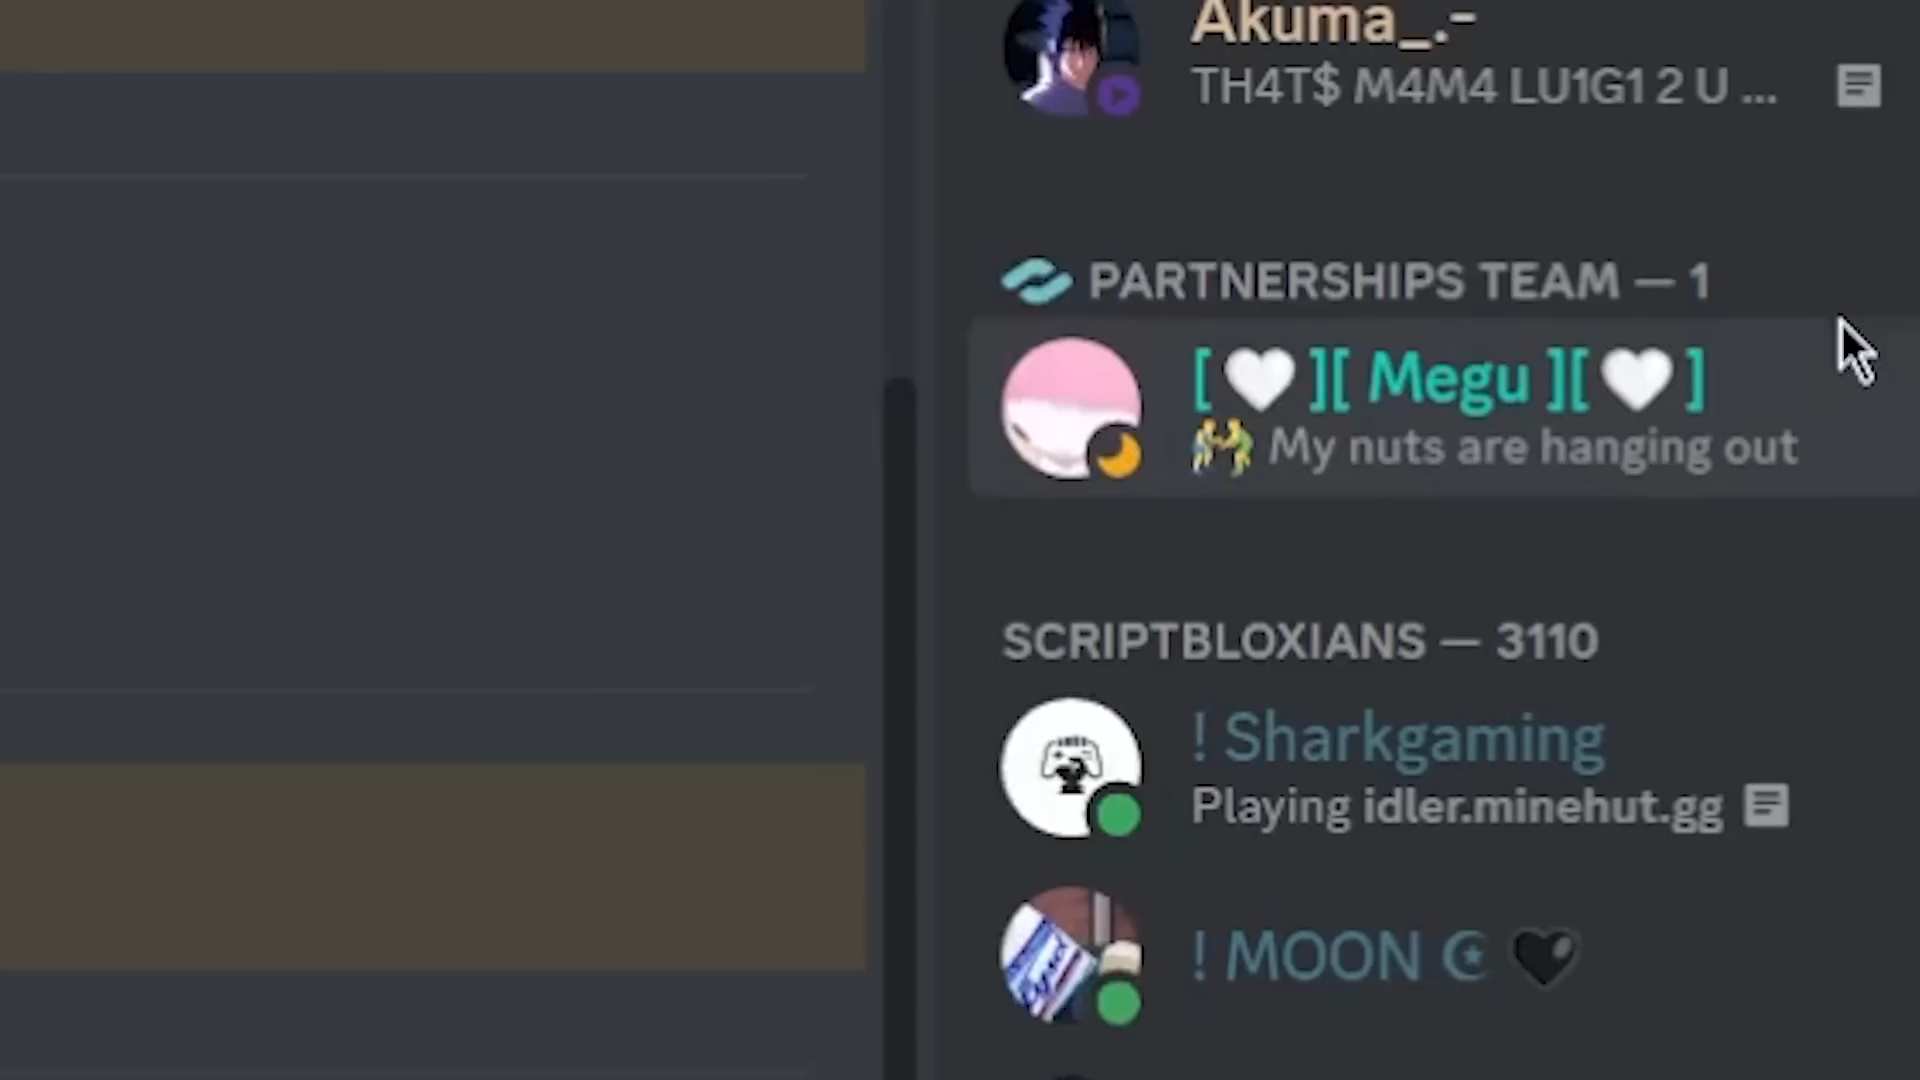 Akuma_.-
TH4T$ M4M4 LU1G1 2 U ...
PARTNERSHIPS TEAM — 1
[ 🤍 ][ Megu ][ 🤍 ]
My nuts are hanging out
SCRIPTBLOXIANS — 3110
! Sharkgaming
Playing idler.minehut.gg
! MOON ☪ 🖤